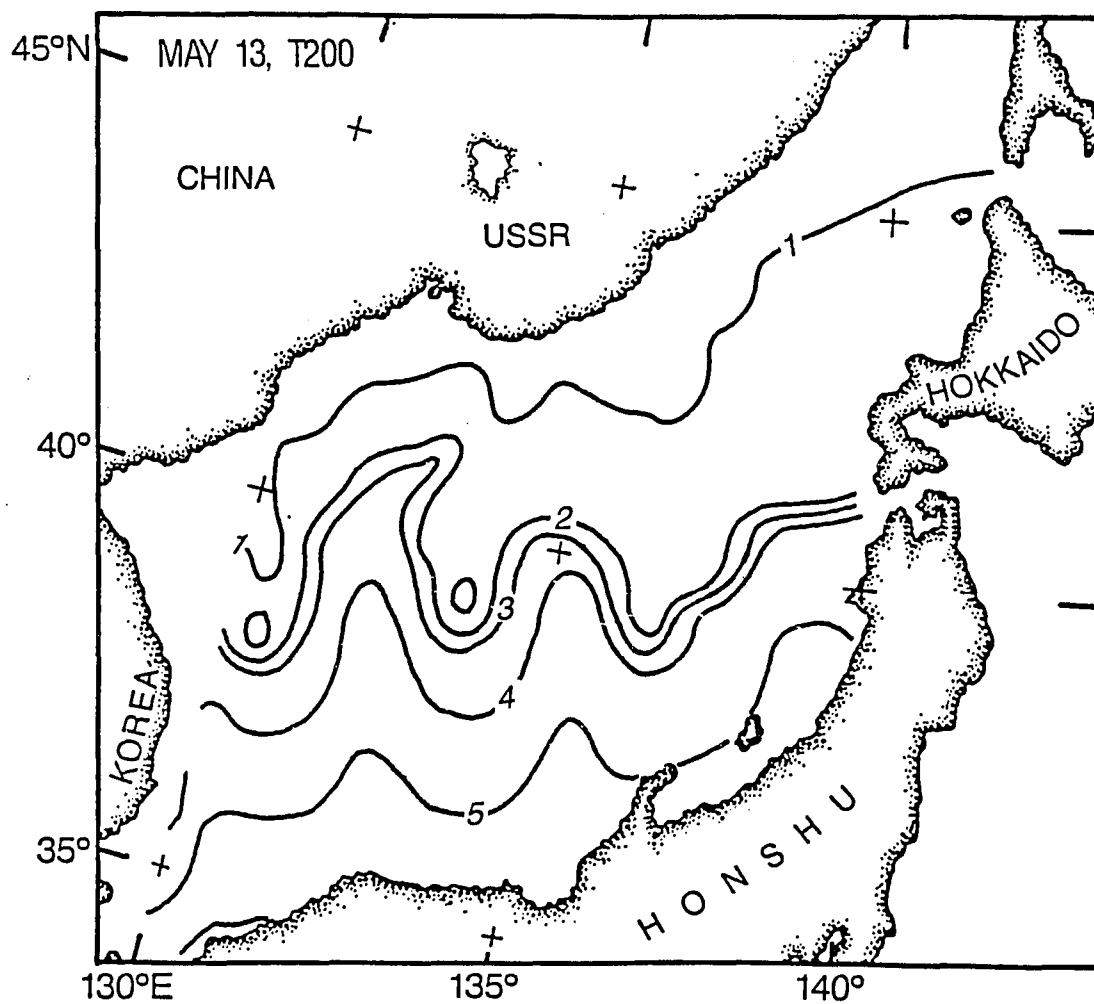 45°N
MAY 13, T200
CHINA
USSR
1
HOKKAIDO
40°
1
2
3
4
KOREA
5
35°
HONSHU
130°E
135°
140°